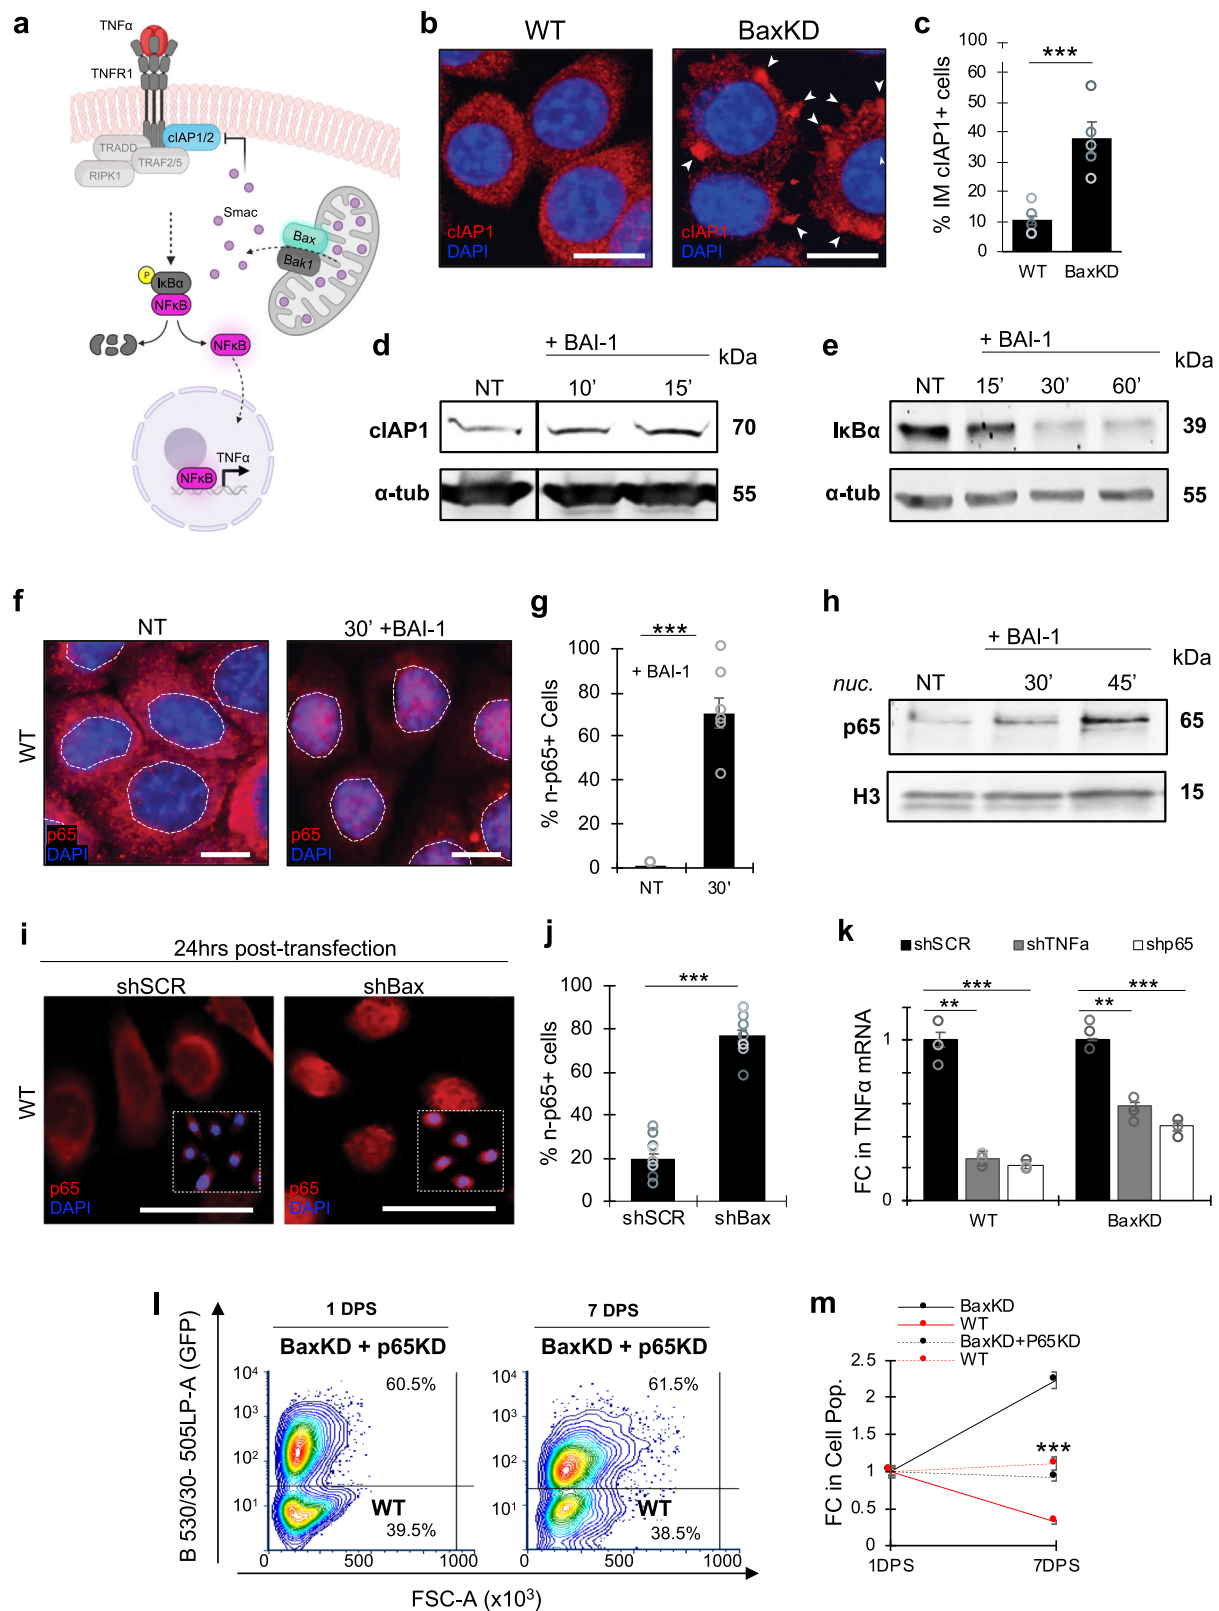 a
TNFα
TNFR1
cIAP1/2
TRADD
TRAF2/5
RIPK1
Smac
Bax
Bak1
P
IκBα
NFκB
NFκB
TNFα
NFκB
b
WT
BaxKD
cIAP1
DAPI
cIAP1
DAPI
c
% IM cIAP1+ cells
100
60
50
40
30
20
10
0
***
WT
BaxKD
d
+ BAI-1
kDa
NT
10’
15’
cIAP1
70
α-tub
55
e
+ BAI-1
kDa
NT
15’
30’
60’
IκBα
39
α-tub
55
f
NT
30’ +BAI-1
WT
p65
DAPI
p65
DAPI
g
% n-p65+ Cells
100
80
60
40
20
0
***
+ BAI-1
NT
30'
h
+ BAI-1
kDa
nuc.
NT
30’
45’
p65
65
H3
15
i
24hrs post-transfection
shSCR
shBax
WT
p65
DAPI
p65
DAPI
j
% n-p65+ cells
100
80
60
40
20
0
***
shSCR
shBax
k
shSCR
shTNFa
shp65
FC in TNFα mRNA
1
0
***
**
***
**
WT
BaxKD
l
B 530/30- 505LP-A (GFP)
1 DPS
BaxKD + p65KD
10⁴
10³
10²
10¹
60.5%
WT
39.5%
0
500
1000
7 DPS
BaxKD + p65KD
10⁴
10³
10²
10¹
61.5%
WT
38.5%
0
500
1000
FSC-A (x10³)
m
BaxKD
WT
BaxKD+P65KD
WT
FC in Cell Pop.
2.5
2
1.5
1
0.5
0
***
1DPS
7DPS